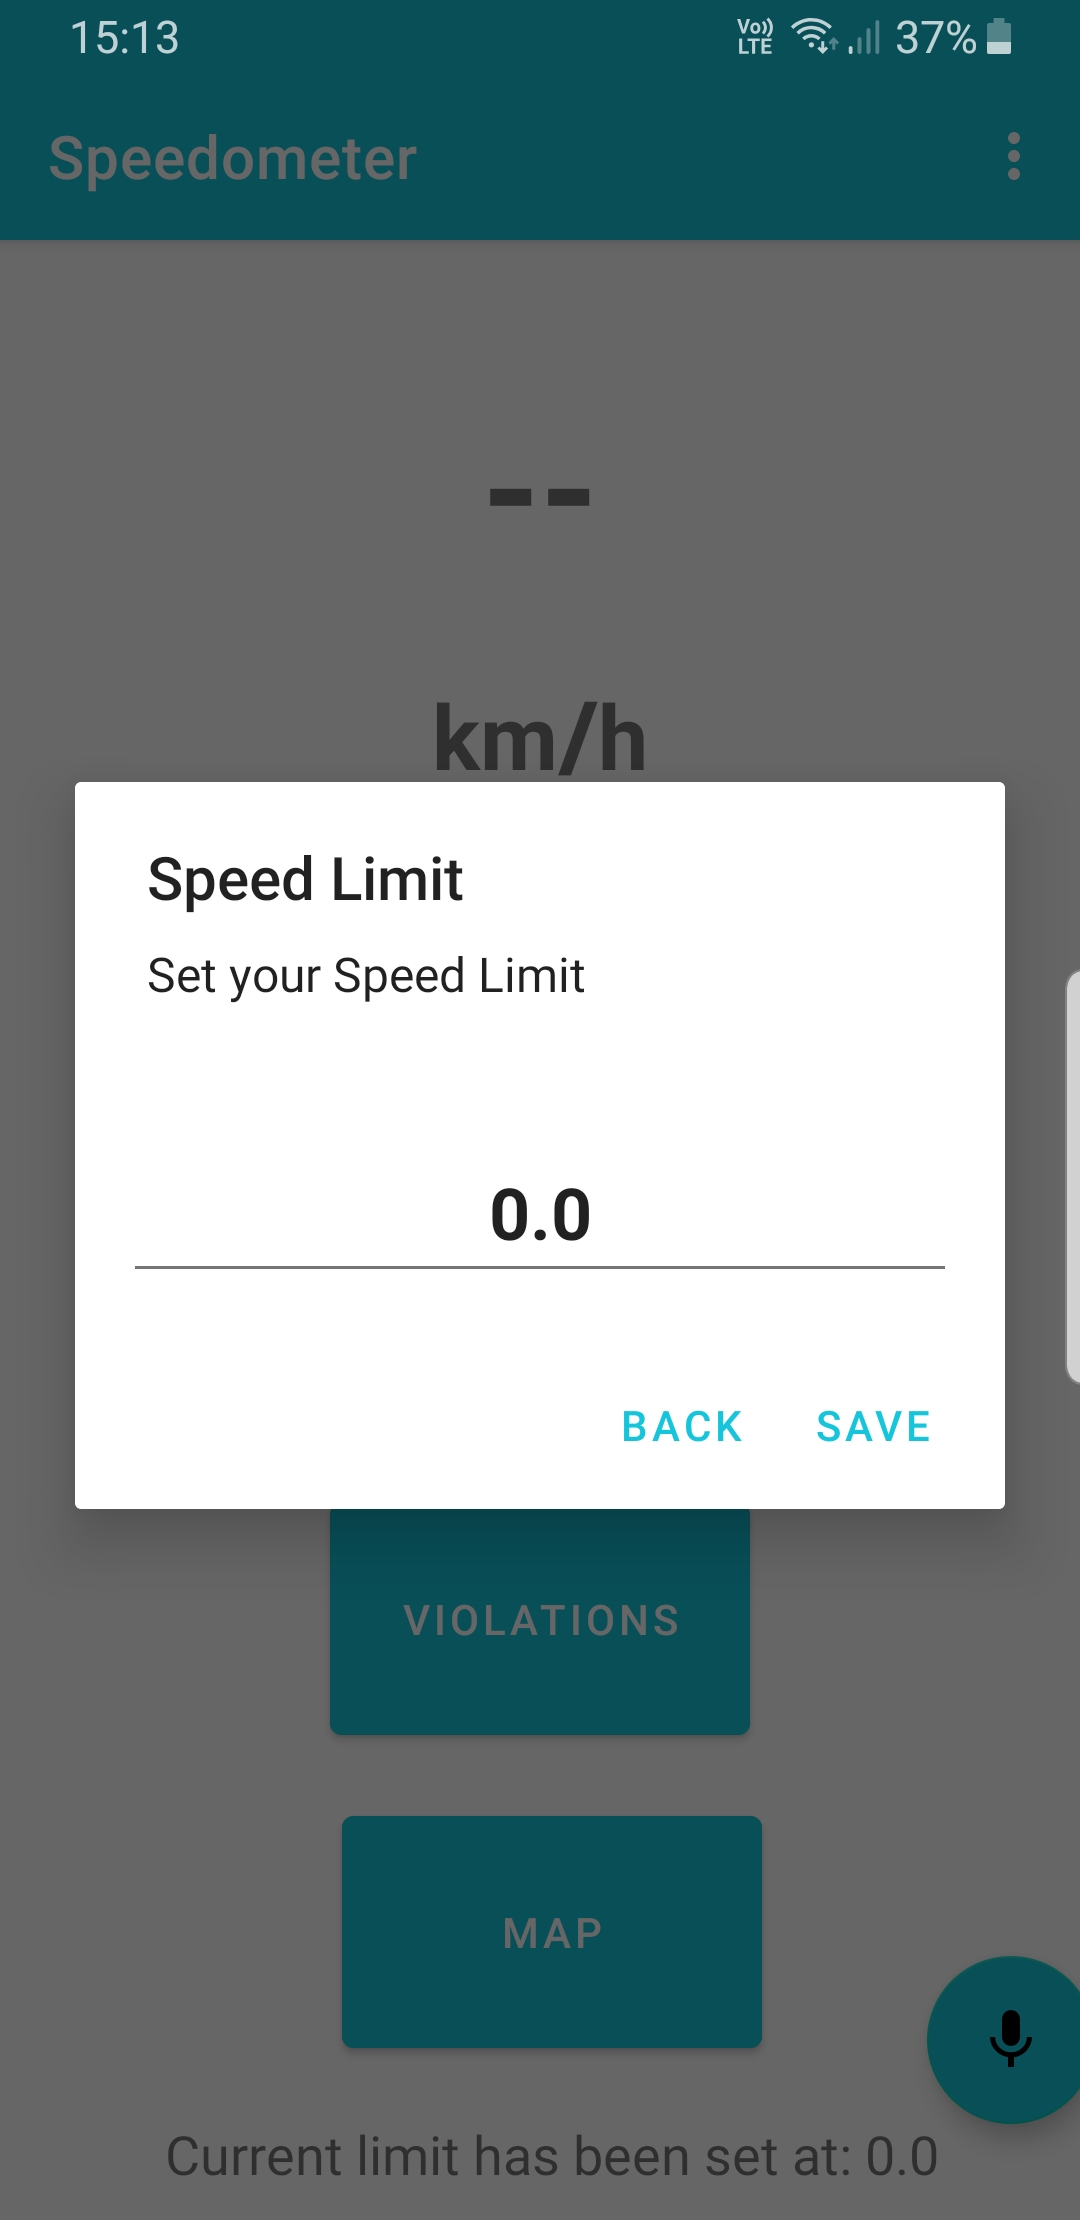 15:13
Vo)) LTE
37%
Speedometer
--
km/h
Speed Limit
Set your Speed Limit
0.0
BACK SAVE
VIOLATIONS
MAP
Current limit has been set at: 0.0